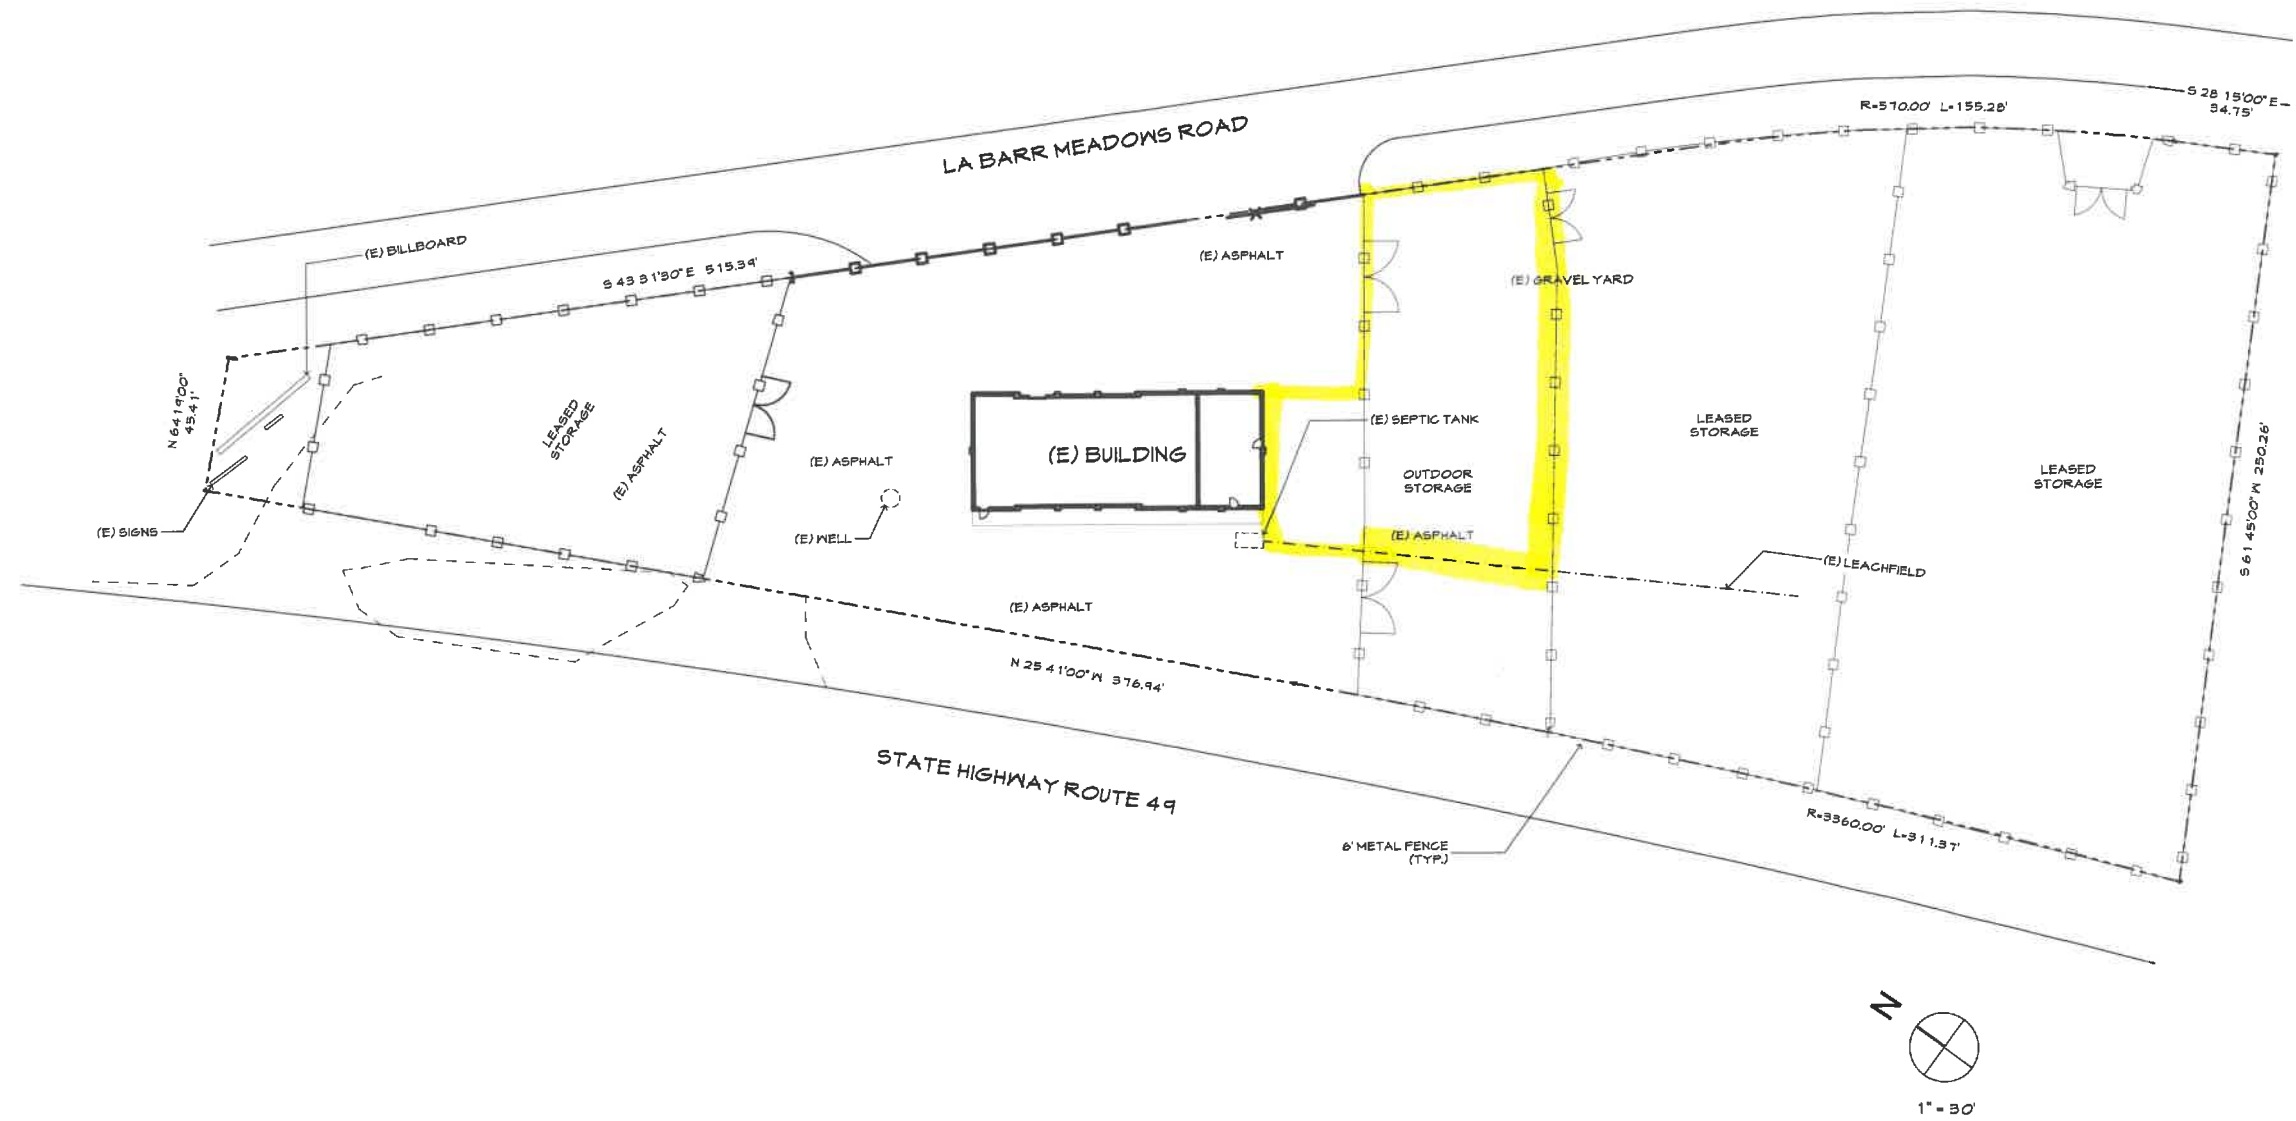 S 28 15'00" E
34.75'
R=570.00' L=155.28'
LA BARR MEADOWS ROAD
(E) BILLBOARD
S 43 31'30" E 515.39'
(E) ASPHALT
(E) GRAVEL YARD
N 64 19'00"
45.41'
LEASED
STORAGE
(E) ASPHALT
(E) ASPHALT
(E) BUILDING
(E) SEPTIC TANK
LEASED
STORAGE
OUTDOOR
STORAGE
LEASED
STORAGE
S 61 45'00" W 250.26'
(E) SIGNS
(E) WELL
(E) ASPHALT
(E) LEACHFIELD
(E) ASPHALT
N 25 41'00" W 376.94'
STATE HIGHWAY ROUTE 49
6' METAL FENCE
(TYP.)
R=3360.00' L=311.37'
N
1" = 30'